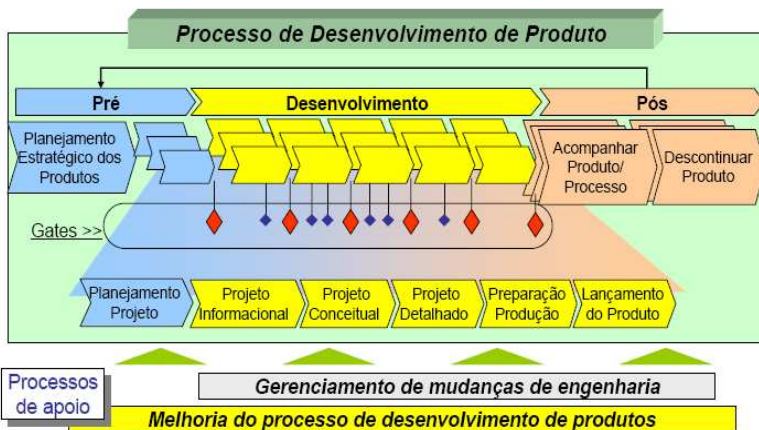 Processo de Desenvolvimento de Produto
Pré
Desenvolvimento
Pós
Planejamento
Estratégico dos
Produtos
Acompanhar
Produto/
Processo
Descontinuar
Produto
Gates >>
Planejamento
Projeto
Projeto
Informacional
Projeto
Conceitual
Projeto
Detalhado
Preparação
Produção
Lançamento
do Produto
Processos
de apoio
Gerenciamento de mudanças de engenharia
Melhoria do processo de desenvolvimento de produtos